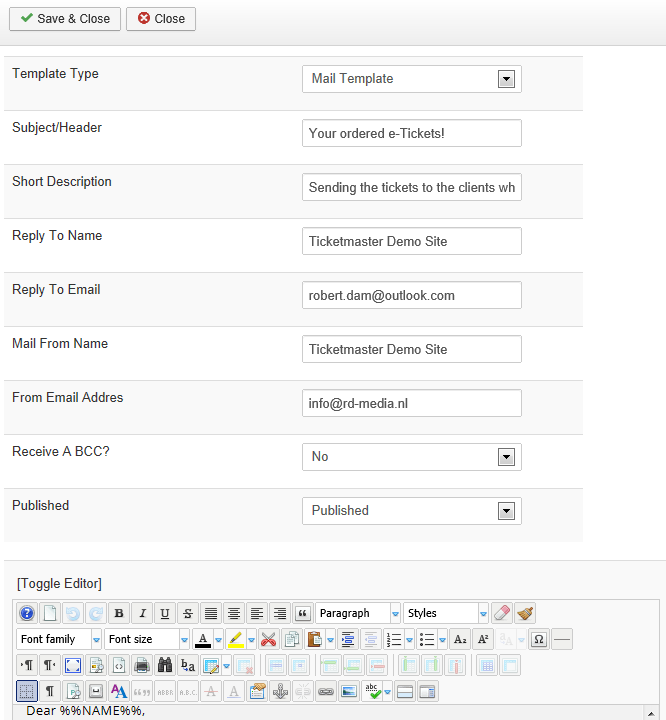 Save & Close Close
Template Type Mail Template
Subject/Header Your ordered e-Tickets!
Short Description Sending the tickets to the clients wh
Reply To Name Ticketmaster Demo Site
Reply To Email robert.dam@outlook.com
Mail From Name Ticketmaster Demo Site
From Email Addres info@rd-media.nl
Receive A BCC? No
Published Published
[Toggle Editor]
B I U S Paragraph Styles
Font family Font size A A₂ A² Ω
Dear %%NAME%%,